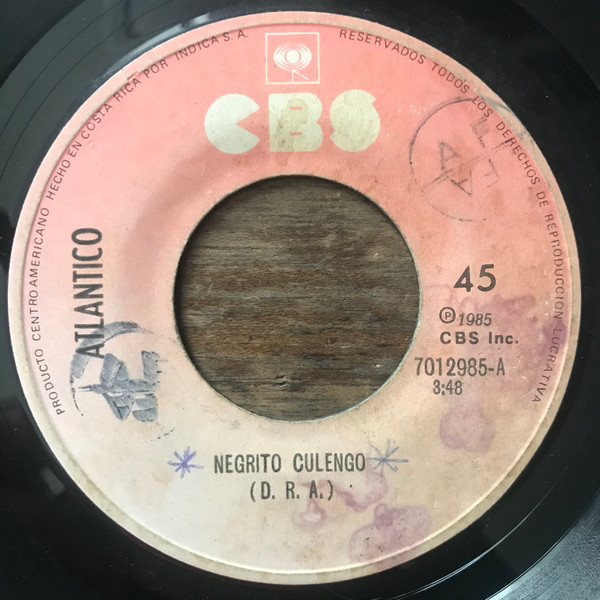 PRODUCTO CENTROAMERICANO HECHO EN COSTA RICA POR INDICA S.A.
RESERVADOS TODOS LOS DERECHOS DE REPRODUCCION LUCRATIVA
CBS
ATLANTICO
45
Ⓟ 1985
CBS Inc.
7012985-A
3:48
NEGRITO CULENGO
(D. R. A.)